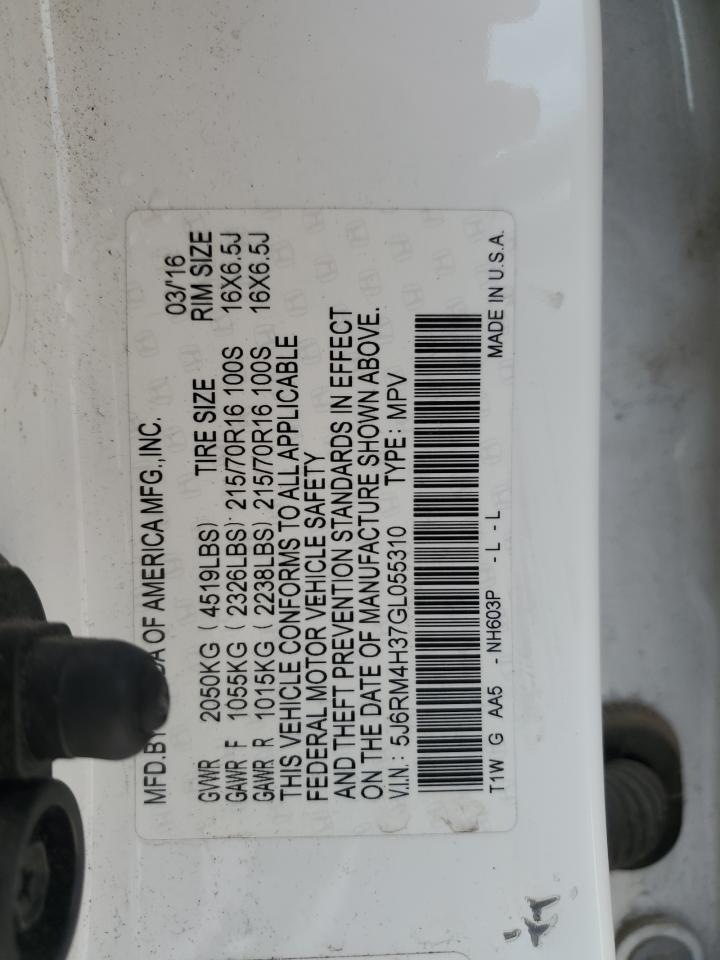 MFD.BY DA OF AMERICA MFG.,INC. 03/'16
GVWR 2050KG ( 4519LBS) TIRE SIZE RIM SIZE
GAWR F 1055KG ( 2326LBS) 215/70R16 100S 16X6.5J
GAWR R 1015KG ( 2238LBS) 215/70R16 100S 16X6.5J
THIS VEHICLE CONFORMS TO ALL APPLICABLE
FEDERAL MOTOR VEHICLE SAFETY
AND THEFT PREVENTION STANDARDS IN EFFECT
ON THE DATE OF MANUFACTURE SHOWN ABOVE.
V.I.N.: 5J6RM4H37GL055310 TYPE: MPV
T1W G AA5 - NH603P - L - L MADE IN U.S.A.